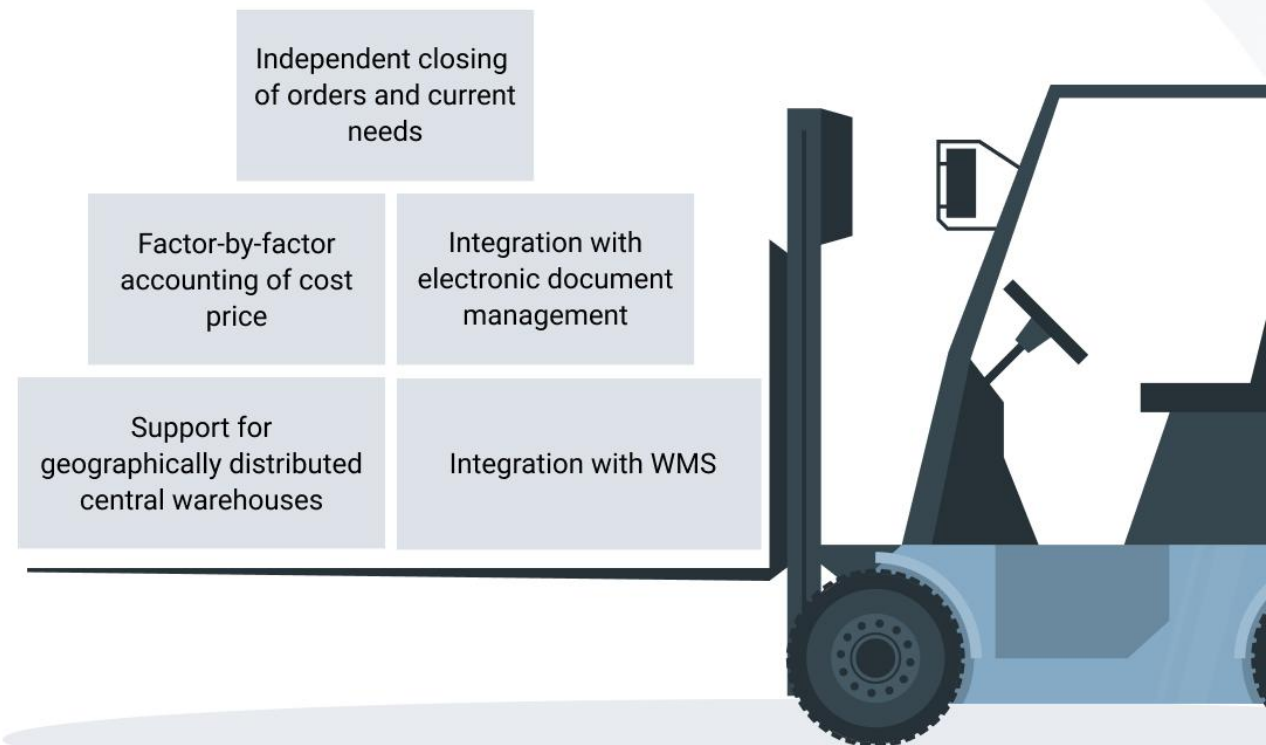 Independent closing
of orders and current
needs
Factor-by-factor
accounting of cost
price
Integration with
electronic document
management
Support for
geographically distributed
central warehouses
Integration with WMS